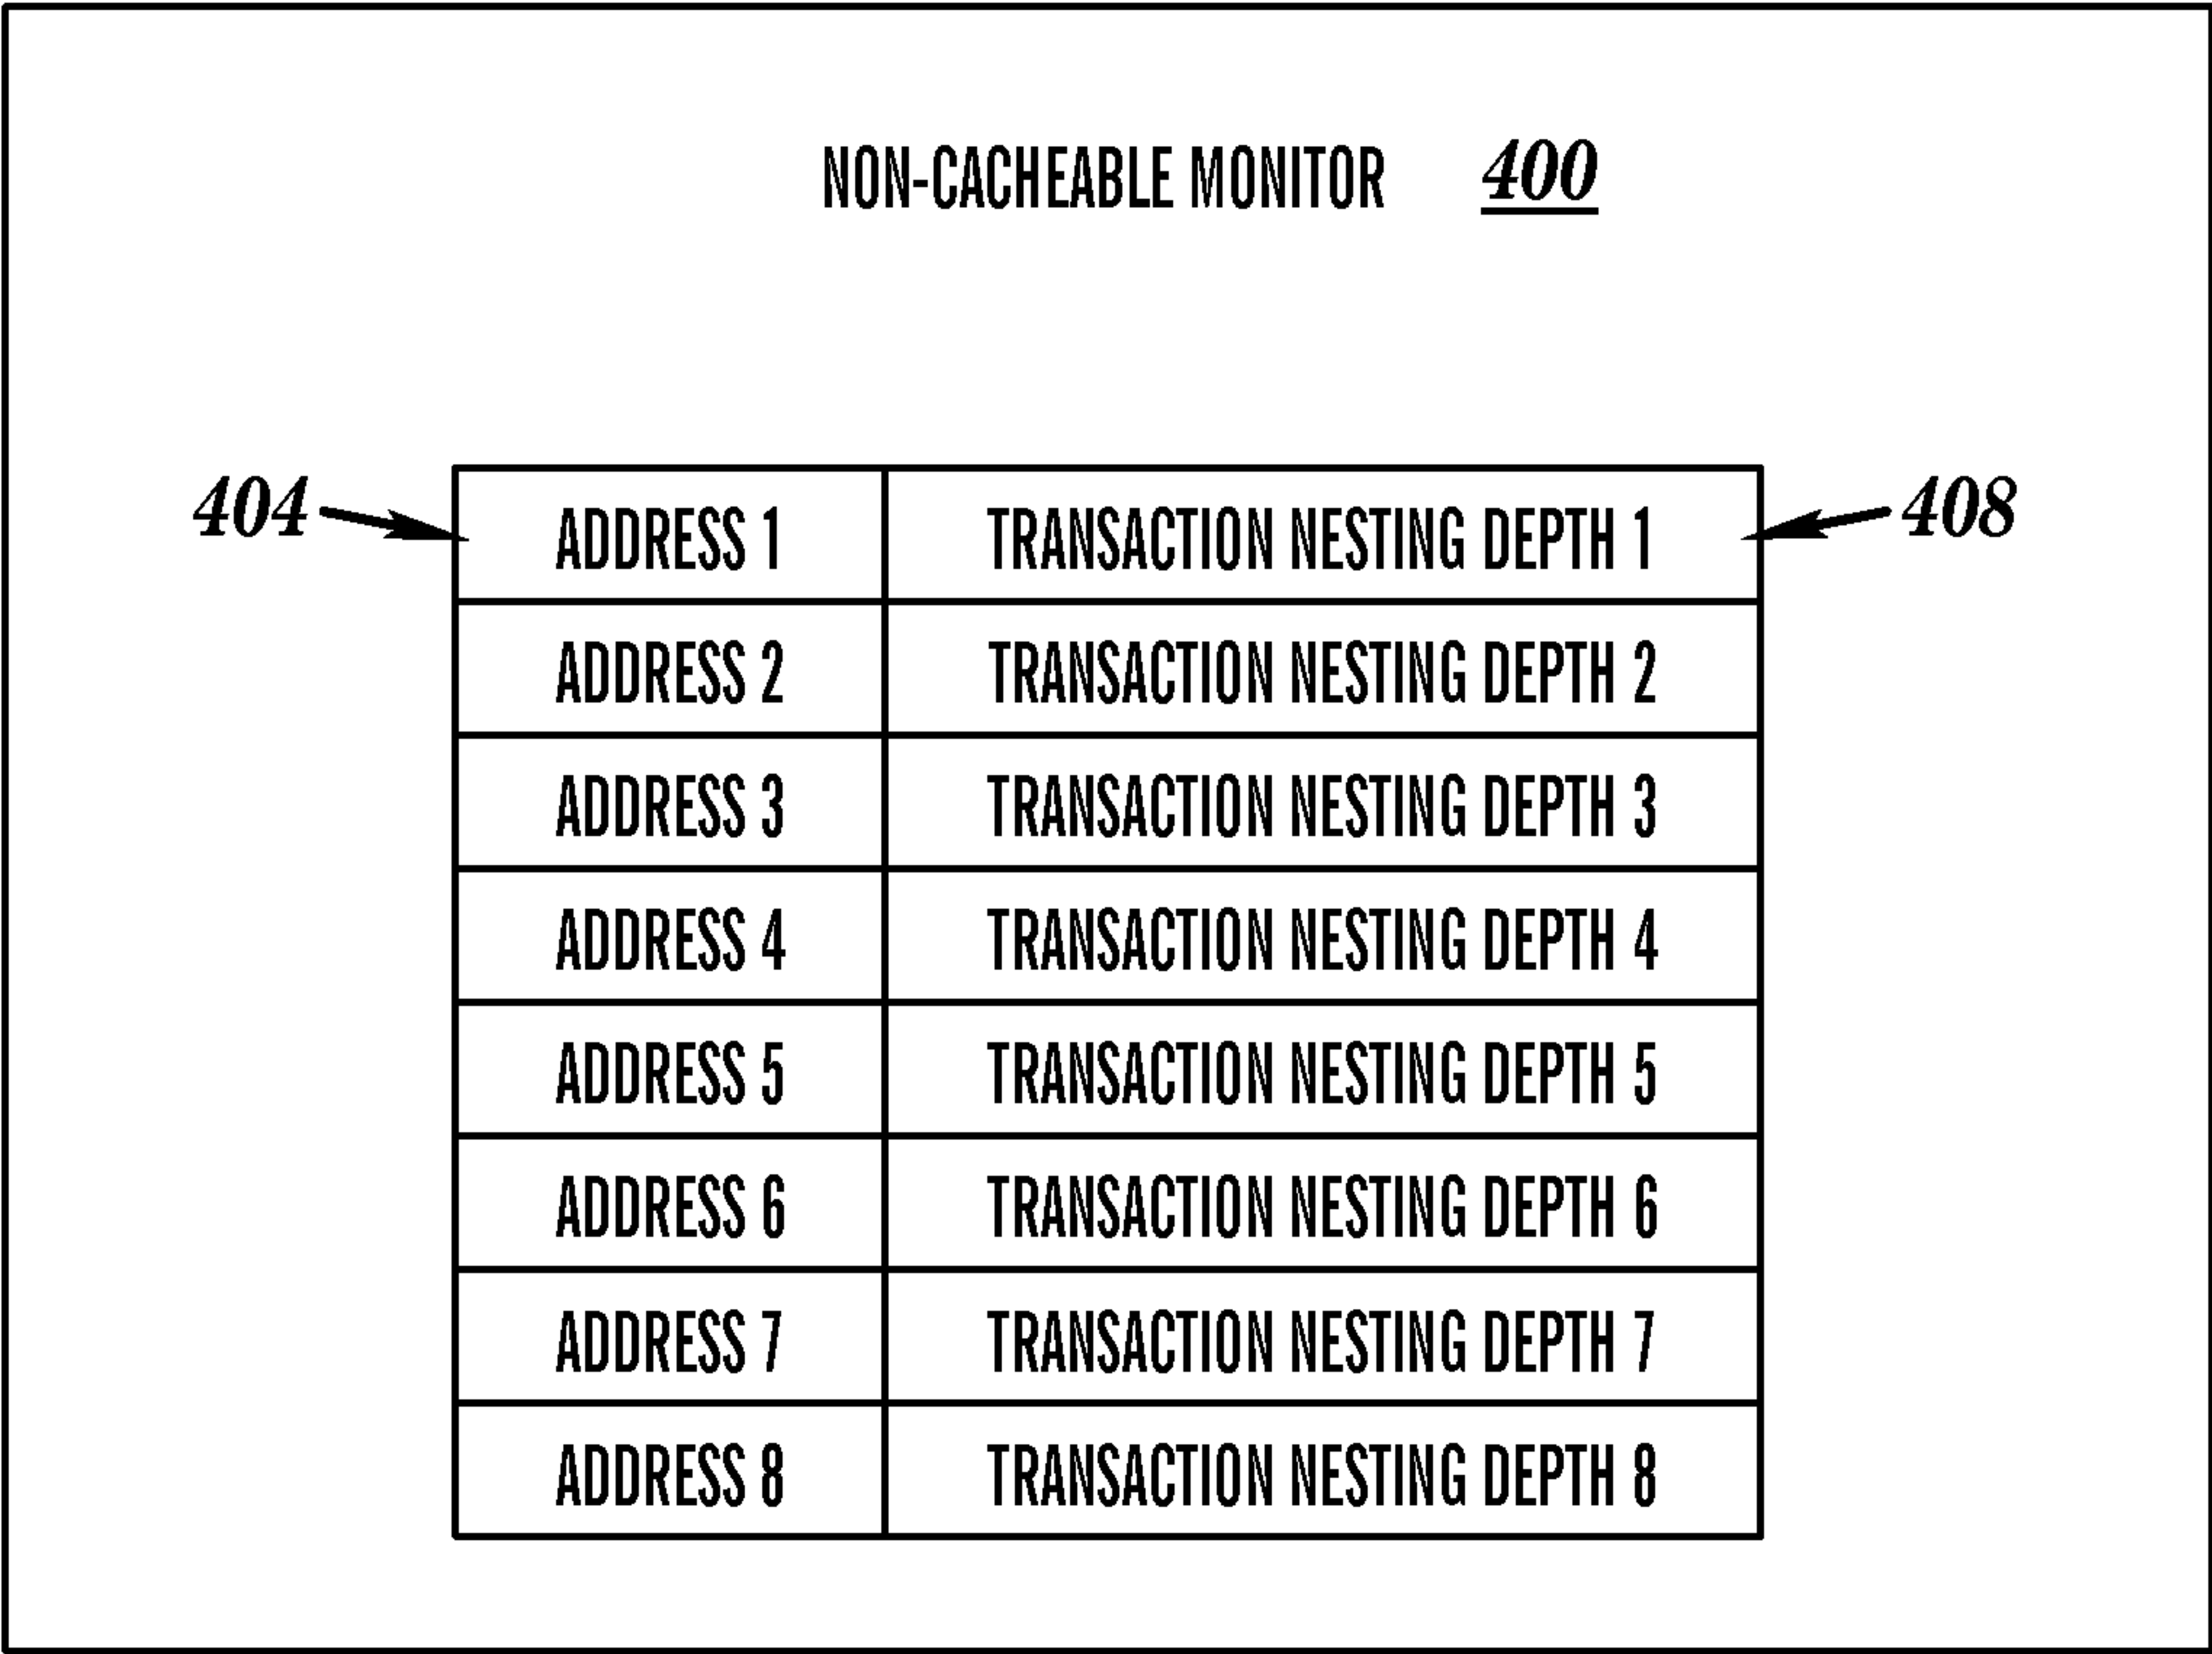 NON-CACHEABLE MONITOR 400
404 ADDRESS 1 TRANSACTION NESTING DEPTH 1 408
ADDRESS 2 TRANSACTION NESTING DEPTH 2
ADDRESS 3 TRANSACTION NESTING DEPTH 3
ADDRESS 4 TRANSACTION NESTING DEPTH 4
ADDRESS 5 TRANSACTION NESTING DEPTH 5
ADDRESS 6 TRANSACTION NESTING DEPTH 6
ADDRESS 7 TRANSACTION NESTING DEPTH 7
ADDRESS 8 TRANSACTION NESTING DEPTH 8